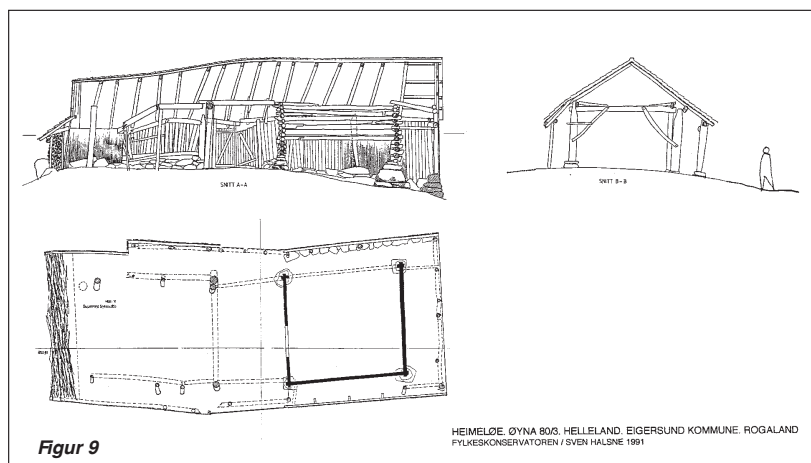 SNITT A-A
SNITT B-B
HEIMELØE. ØYNA 80/3. HELLELAND. EIGERSUND KOMMUNE. ROGALAND
FYLKESKONSERVATOREN / SVEN HALSNE 1991
Figur 9